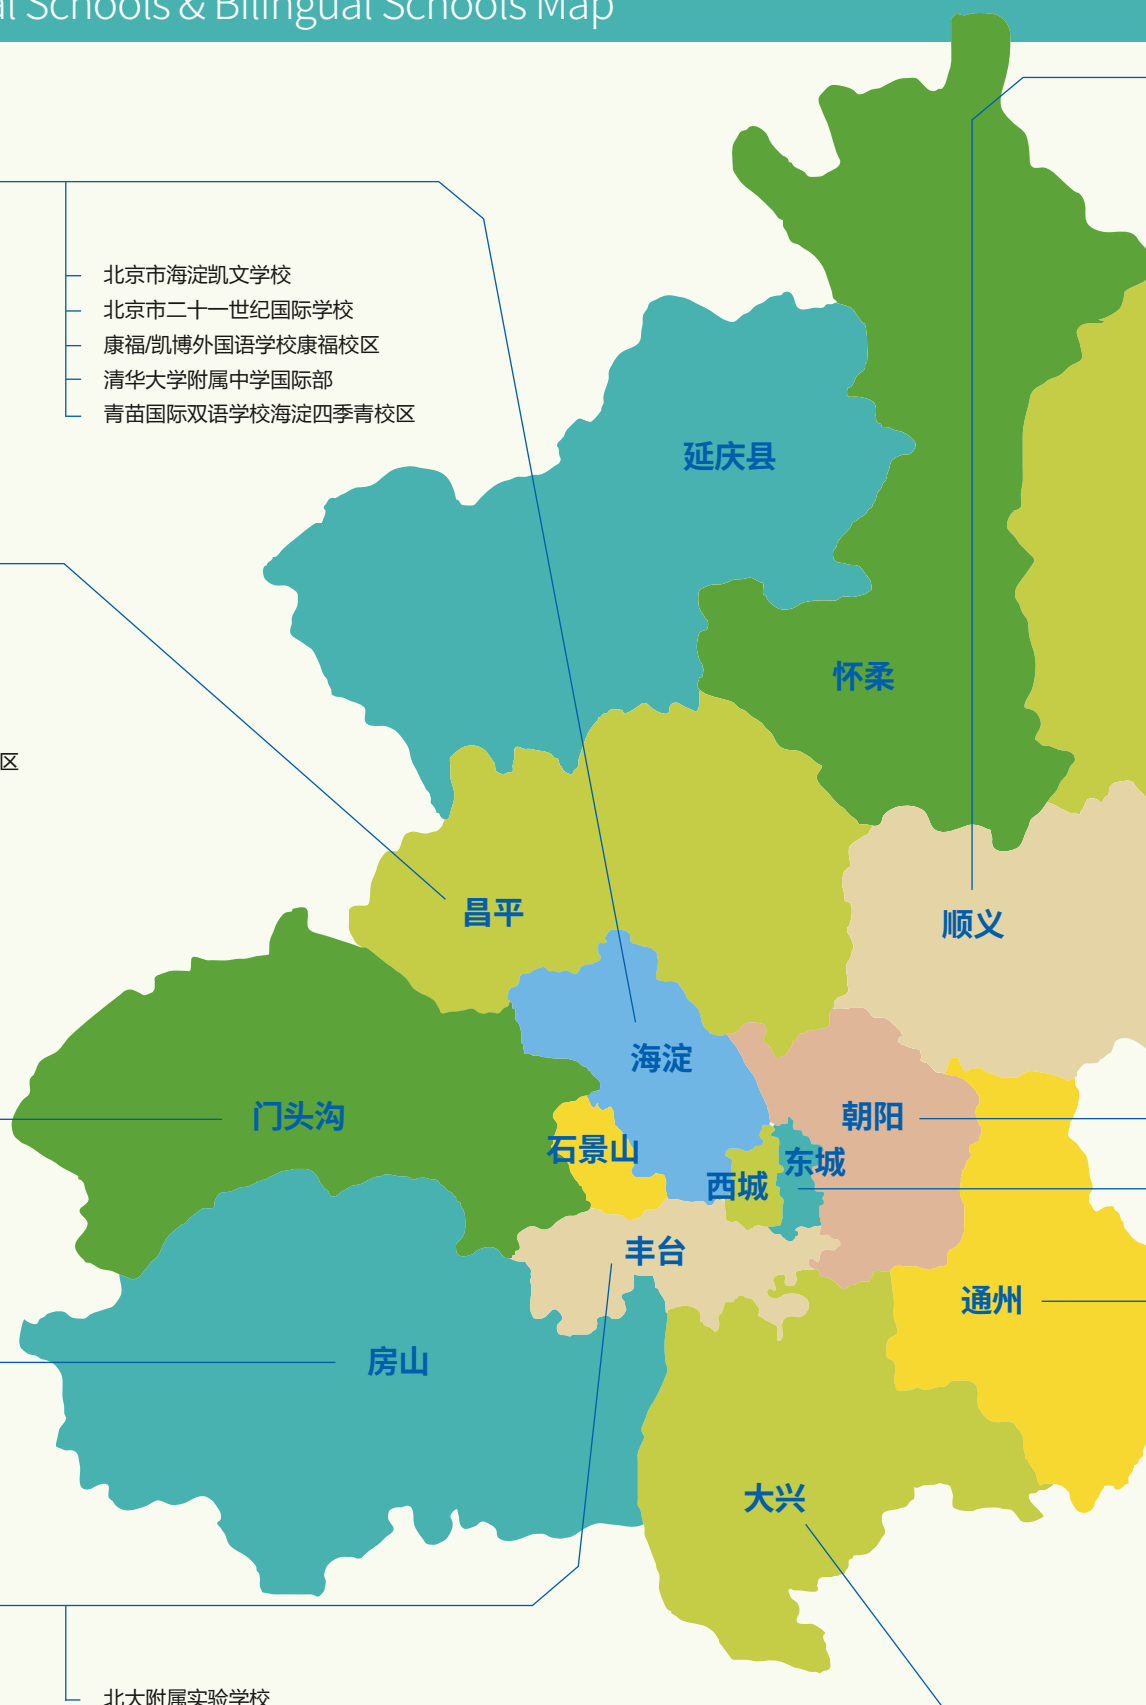 al Schools & Bilingual Schools Map
北京市海淀凯文学校
北京市二十一世纪国际学校
康福/凯博外国语学校康福校区
清华大学附属中学国际部
青苗国际双语学校海淀四季青校区
延庆县
怀柔
区
昌平
顺义
海淀
门头沟
朝阳
石景山
东城
西城
丰台
通州
房山
大兴
北大附属实验学校